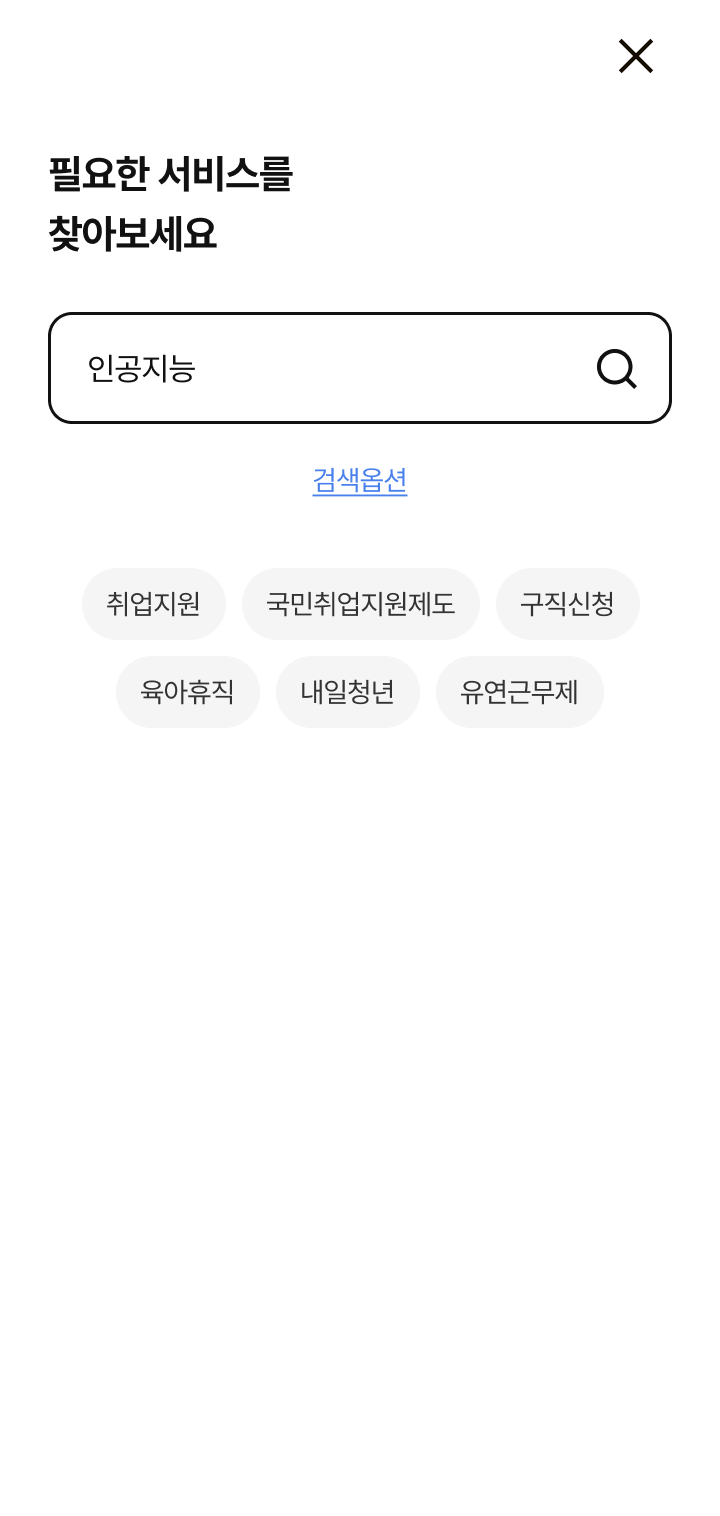 필요한 서비스를
찾아보세요
인공지능
검색옵션
취업지원 국민취업지원제도 구직신청
육아휴직 내일청년 유연근무제